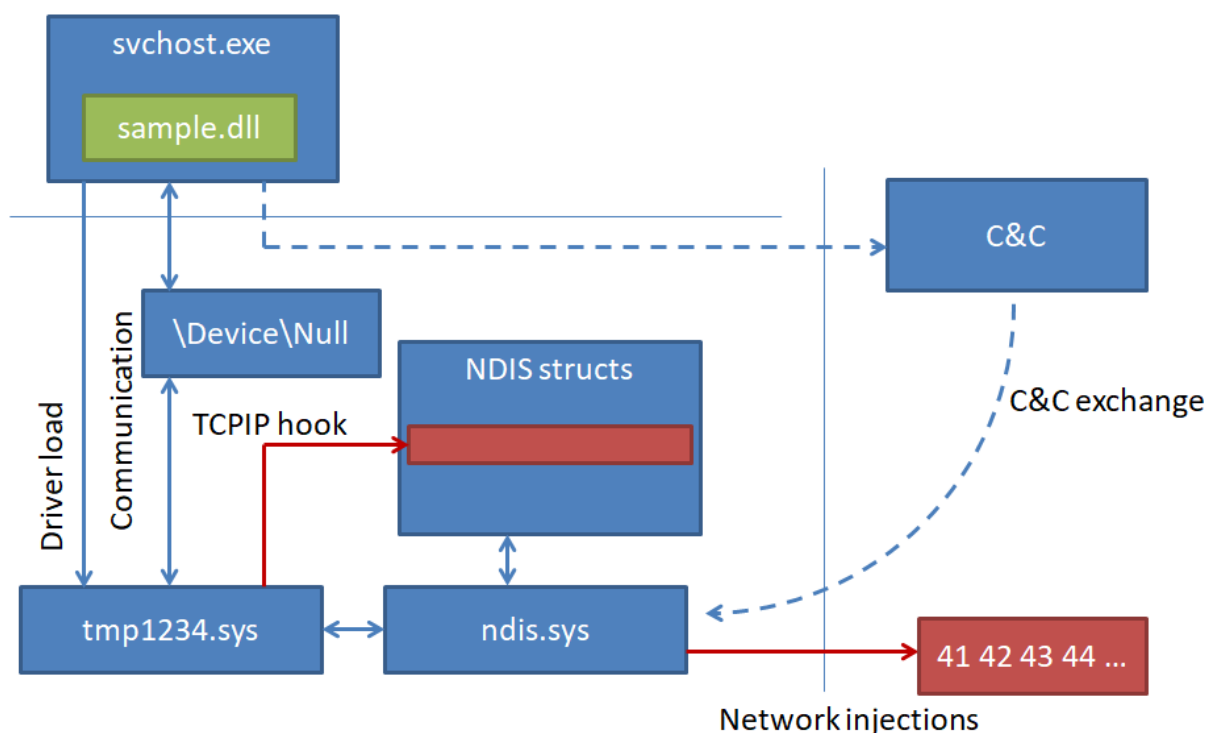 svchost.exe
sample.dll
C&C
\Device\Null
NDIS structs
Driver load
Communication
TCPIP hook
C&C exchange
tmp1234.sys
ndis.sys
41 42 43 44 ...
Network injections